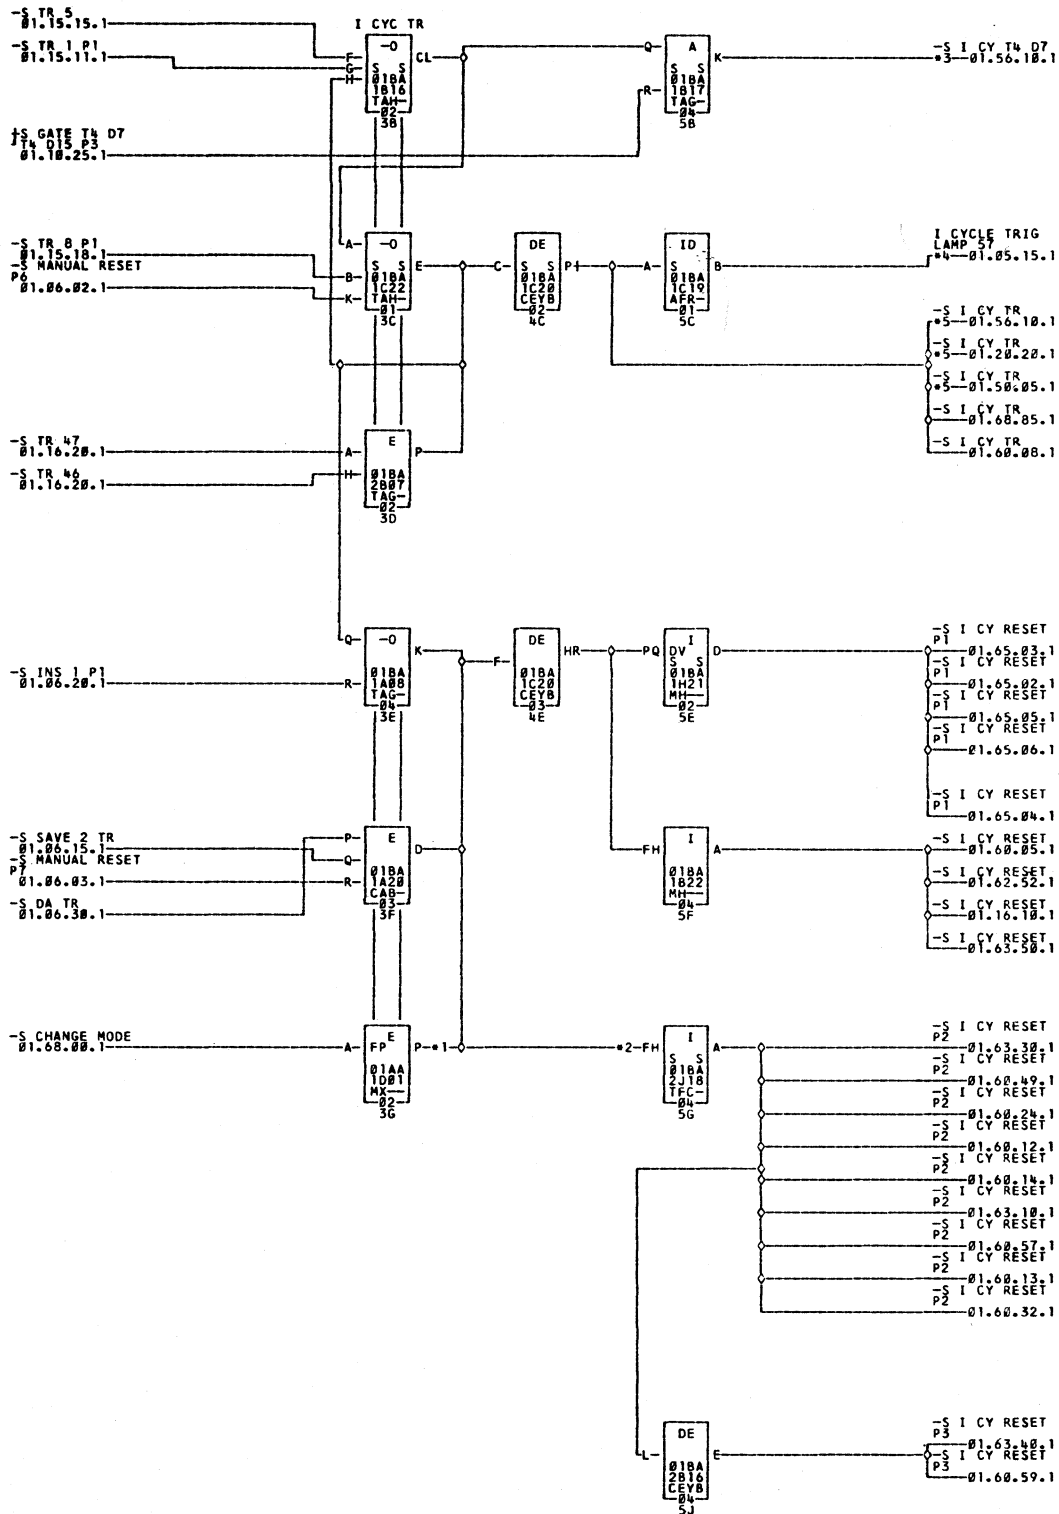 -S TR 5
01.15.15.1
-S TR 1 P1
01.15.11.1
+S GATE T4 D7
T4 D15 P3
01.10.25.1
-S TR 8 P1
01.15.18.1
-S MANUAL RESET
P6
01.06.02.1
-S TR 47
01.16.20.1
-S TR 46
01.16.20.1
-S INS 1 P1
01.06.20.1
-S SAVE 2 TR
01.06.15.1
-S MANUAL RESET
P7
01.06.03.1
-S DA TR
01.06.30.1
-S CHANGE MODE
01.68.00.1
I CYC TR
F
G
H
-O
S S
01BA
1B16
TAH-
02
3B
CL
A
B
K
-O
S S
01BA
1C22
TAH-
01
3C
E
A
H
E
01BA
2B07
TAG-
02
3D
P
Q
R
-O
01BA
1A08
TAG-
04
3E
K
P
Q
R
E
01BA
1A20
CAB-
03
3F
D
A
E
FP
01AA
1D01
MX--
02
3G
P-*1
C
DE
S S
01BA
1C20
CEYB
02
4C
P+
F
DE
01BA
1C20
CEYB
03
4E
HR
Q
R
A
S S
01BA
1B17
TAG-
04
5B
K
A
ID
S S
01BA
1C19
AFR-
01
5C
B
PQ
I
DV
S S
01BA
1H21
MH--
02
5E
D
FH
I
01BA
1B22
MH--
04
5F
A
*2-FH
I
S S
01BA
2J18
TFC-
04
5G
A
L
DE
01BA
2B16
CEYB
04
5J
E
-S I CY T4 D7
*3--01.56.10.1
I CYCLE TRIG
LAMP 57
*4--01.05.15.1
-S I CY TR
*5--01.56.10.1
-S I CY TR
*5--01.20.20.1
-S I CY TR
*5--01.50.05.1
-S I CY TR
01.68.85.1
-S I CY TR
01.60.08.1
-S I CY RESET
P1
01.65.03.1
-S I CY RESET
P1
01.65.02.1
-S I CY RESET
P1
01.65.05.1
-S I CY RESET
P1
01.65.06.1
-S I CY RESET
P1
01.65.04.1
-S I CY RESET
01.60.05.1
-S I CY RESET
01.62.52.1
-S I CY RESET
01.16.10.1
-S I CY RESET
01.63.50.1
-S I CY RESET
P2
01.63.30.1
-S I CY RESET
P2
01.60.49.1
-S I CY RESET
P2
01.60.24.1
-S I CY RESET
P2
01.60.12.1
-S I CY RESET
P2
01.60.14.1
-S I CY RESET
P2
01.63.10.1
-S I CY RESET
P2
01.60.57.1
-S I CY RESET
P2
01.60.13.1
-S I CY RESET
P2
01.60.32.1
-S I CY RESET
P3
01.63.40.1
-S I CY RESET
P3
01.60.59.1